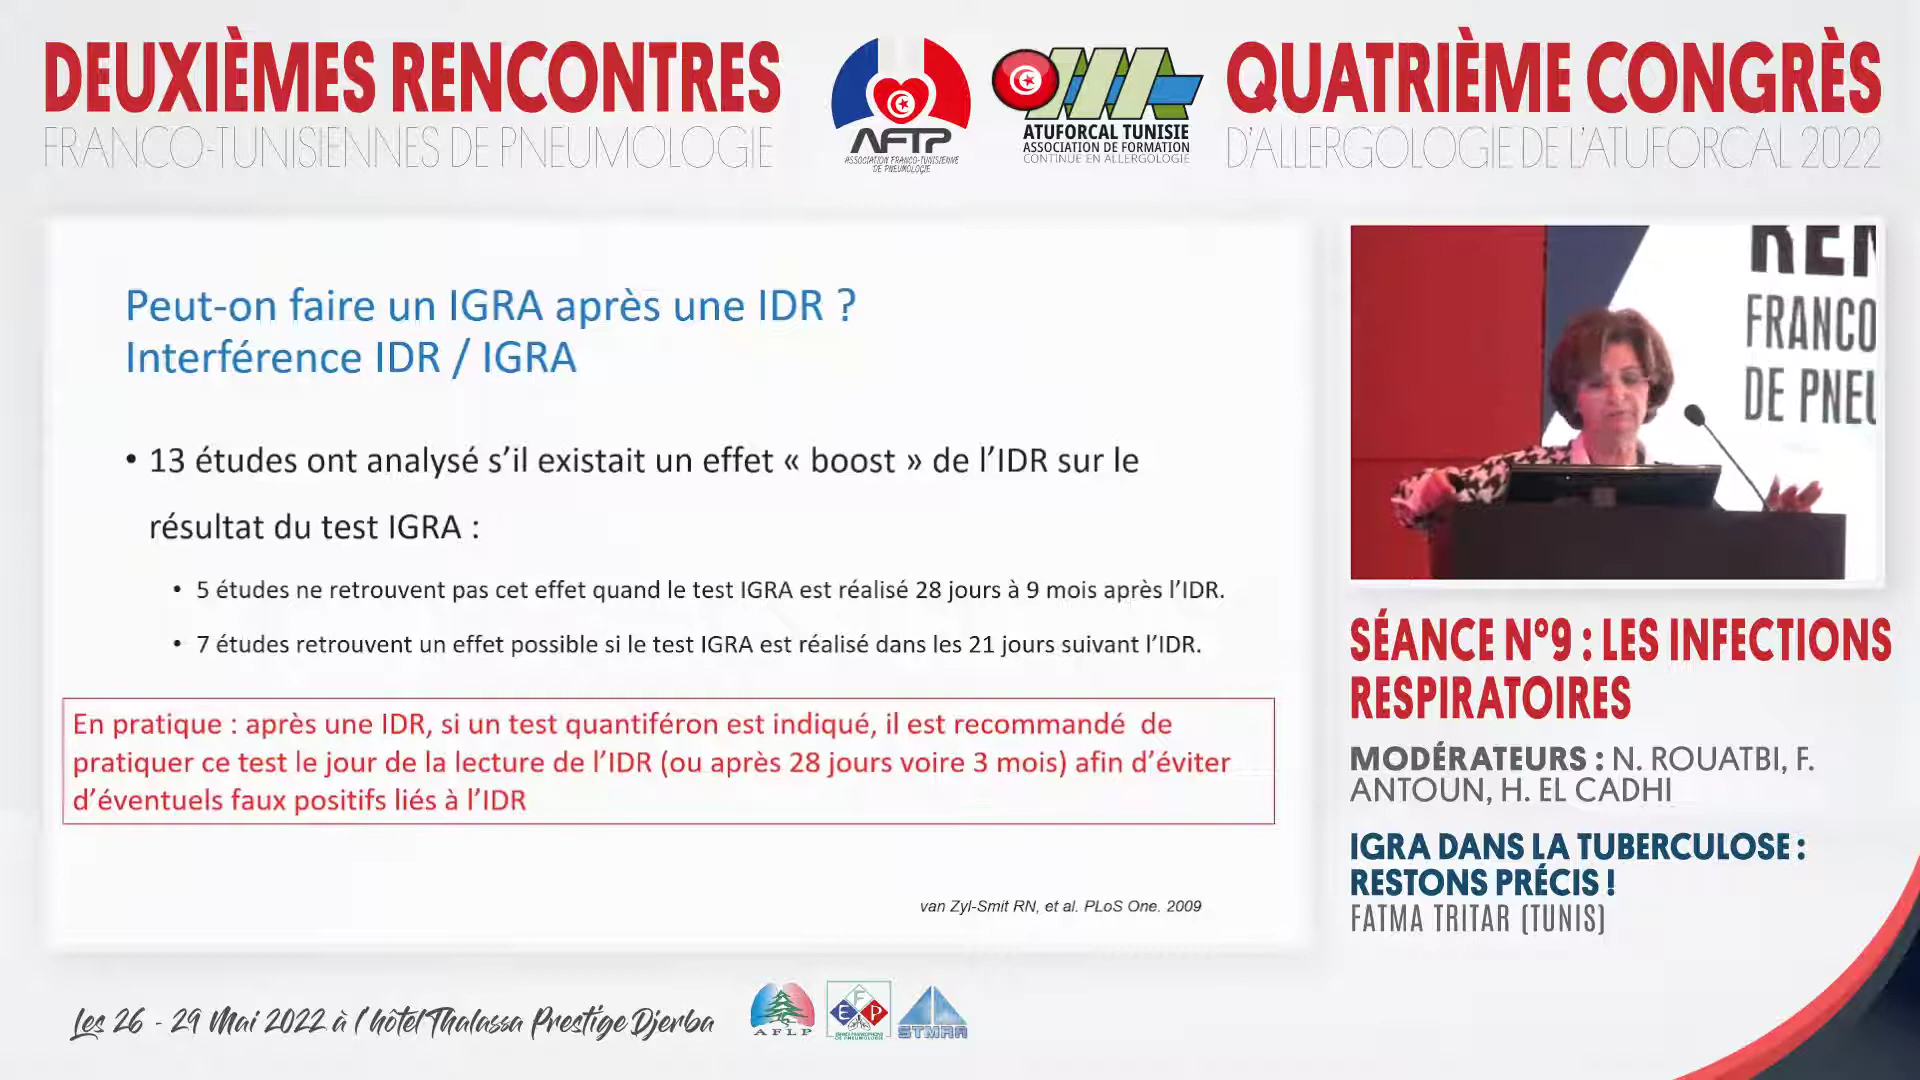 DEUXIÈMES RENCONTRES
FRANCO-TUNISIENNES DE PNEUMOLOGIE
AFTP
ASSOCIATION FRANCO-TUNISIENNE
DE PNEUMOLOGIE
ATUFORCAL TUNISIE
ASSOCIATION DE FORMATION
CONTINUE EN ALLERGOLOGIE
QUATRIÈME CONGRÈS
D'ALLERGOLOGIE DE L'ATUFORCAL 2022
Peut-on faire un IGRA après une IDR ?
Interférence IDR / IGRA
• 13 études ont analysé s’il existait un effet « boost » de l’IDR sur le
résultat du test IGRA :
• 5 études ne retrouvent pas cet effet quand le test IGRA est réalisé 28 jours à 9 mois après l’IDR.
• 7 études retrouvent un effet possible si le test IGRA est réalisé dans les 21 jours suivant l’IDR.
En pratique : après une IDR, si un test quantiféron est indiqué, il est recommandé de
pratiquer ce test le jour de la lecture de l’IDR (ou après 28 jours voire 3 mois) afin d’éviter
d’éventuels faux positifs liés à l’IDR
van Zyl-Smit RN, et al. PLoS One. 2009
REN
FRANCO
DE PNEU
SÉANCE N°9 : LES INFECTIONS
RESPIRATOIRES
MODÉRATEURS : N. ROUATBI, F.
ANTOUN, H. EL CADHI
IGRA DANS LA TUBERCULOSE :
RESTONS PRÉCIS !
FATMA TRITAR (TUNIS)
Les 26 - 29 Mai 2022 à l'hôtel Thalassa Prestige Djerba
AFLP
EFP
ESPACE FRANCOPHONE
DE PNEUMOLOGIE
STMRA